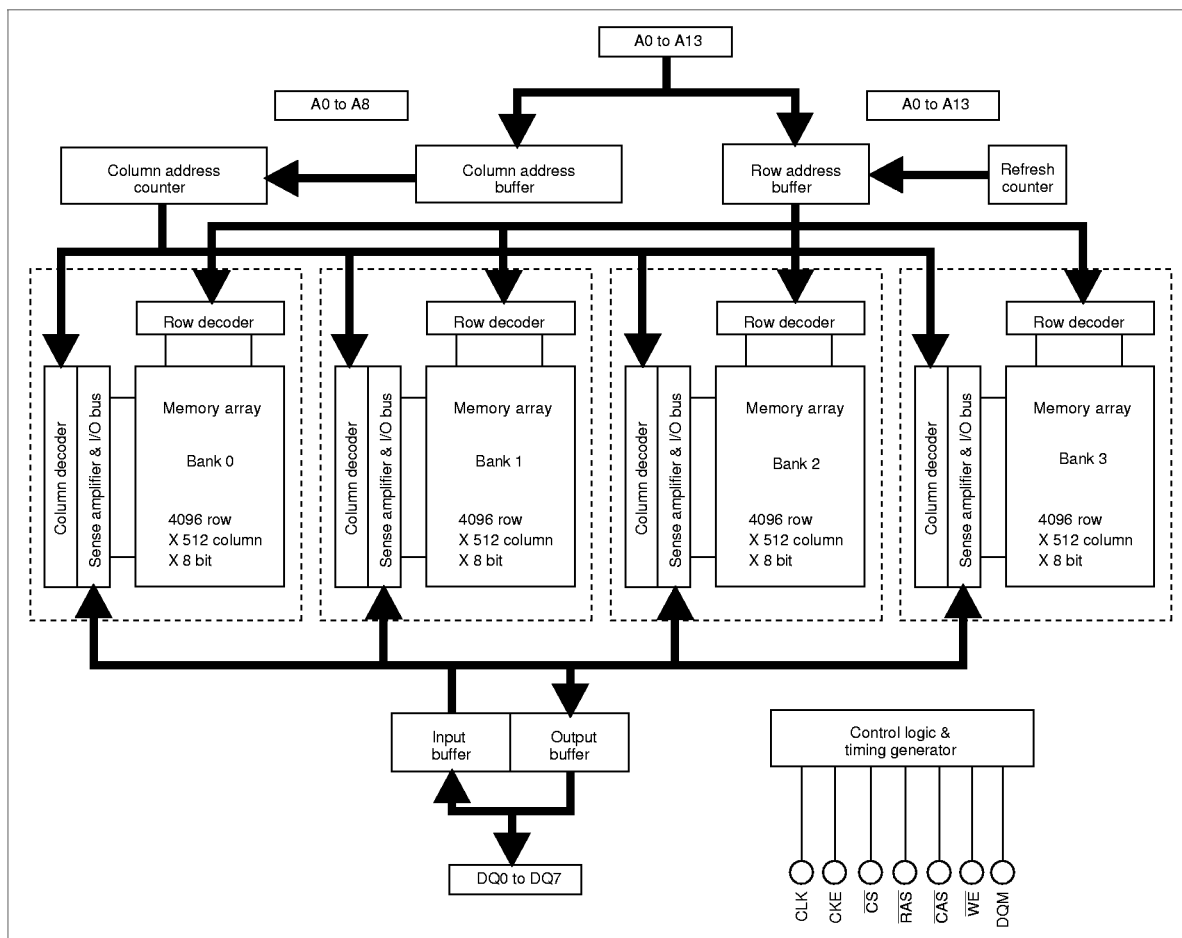 A0 to A13
A0 to A8
A0 to A13
Column address
counter
Column address
buffer
Row address
buffer
Refresh
counter
Row decoder
Row decoder
Row decoder
Row decoder
Column decoder
Sense amplifier & I/O bus
Memory array
Bank 0
4096 row
X 512 column
X 8 bit
Column decoder
Sense amplifier & I/O bus
Memory array
Bank 1
4096 row
X 512 column
X 8 bit
Column decoder
Sense amplifier & I/O bus
Memory array
Bank 2
4096 row
X 512 column
X 8 bit
Column decoder
Sense amplifier & I/O bus
Memory array
Bank 3
4096 row
X 512 column
X 8 bit
Input
buffer
Output
buffer
DQ0 to DQ7
Control logic &
timing generator
CLK
CKE
C̅S̅
R̅A̅S̅
C̅A̅S̅
W̅E̅
DQM